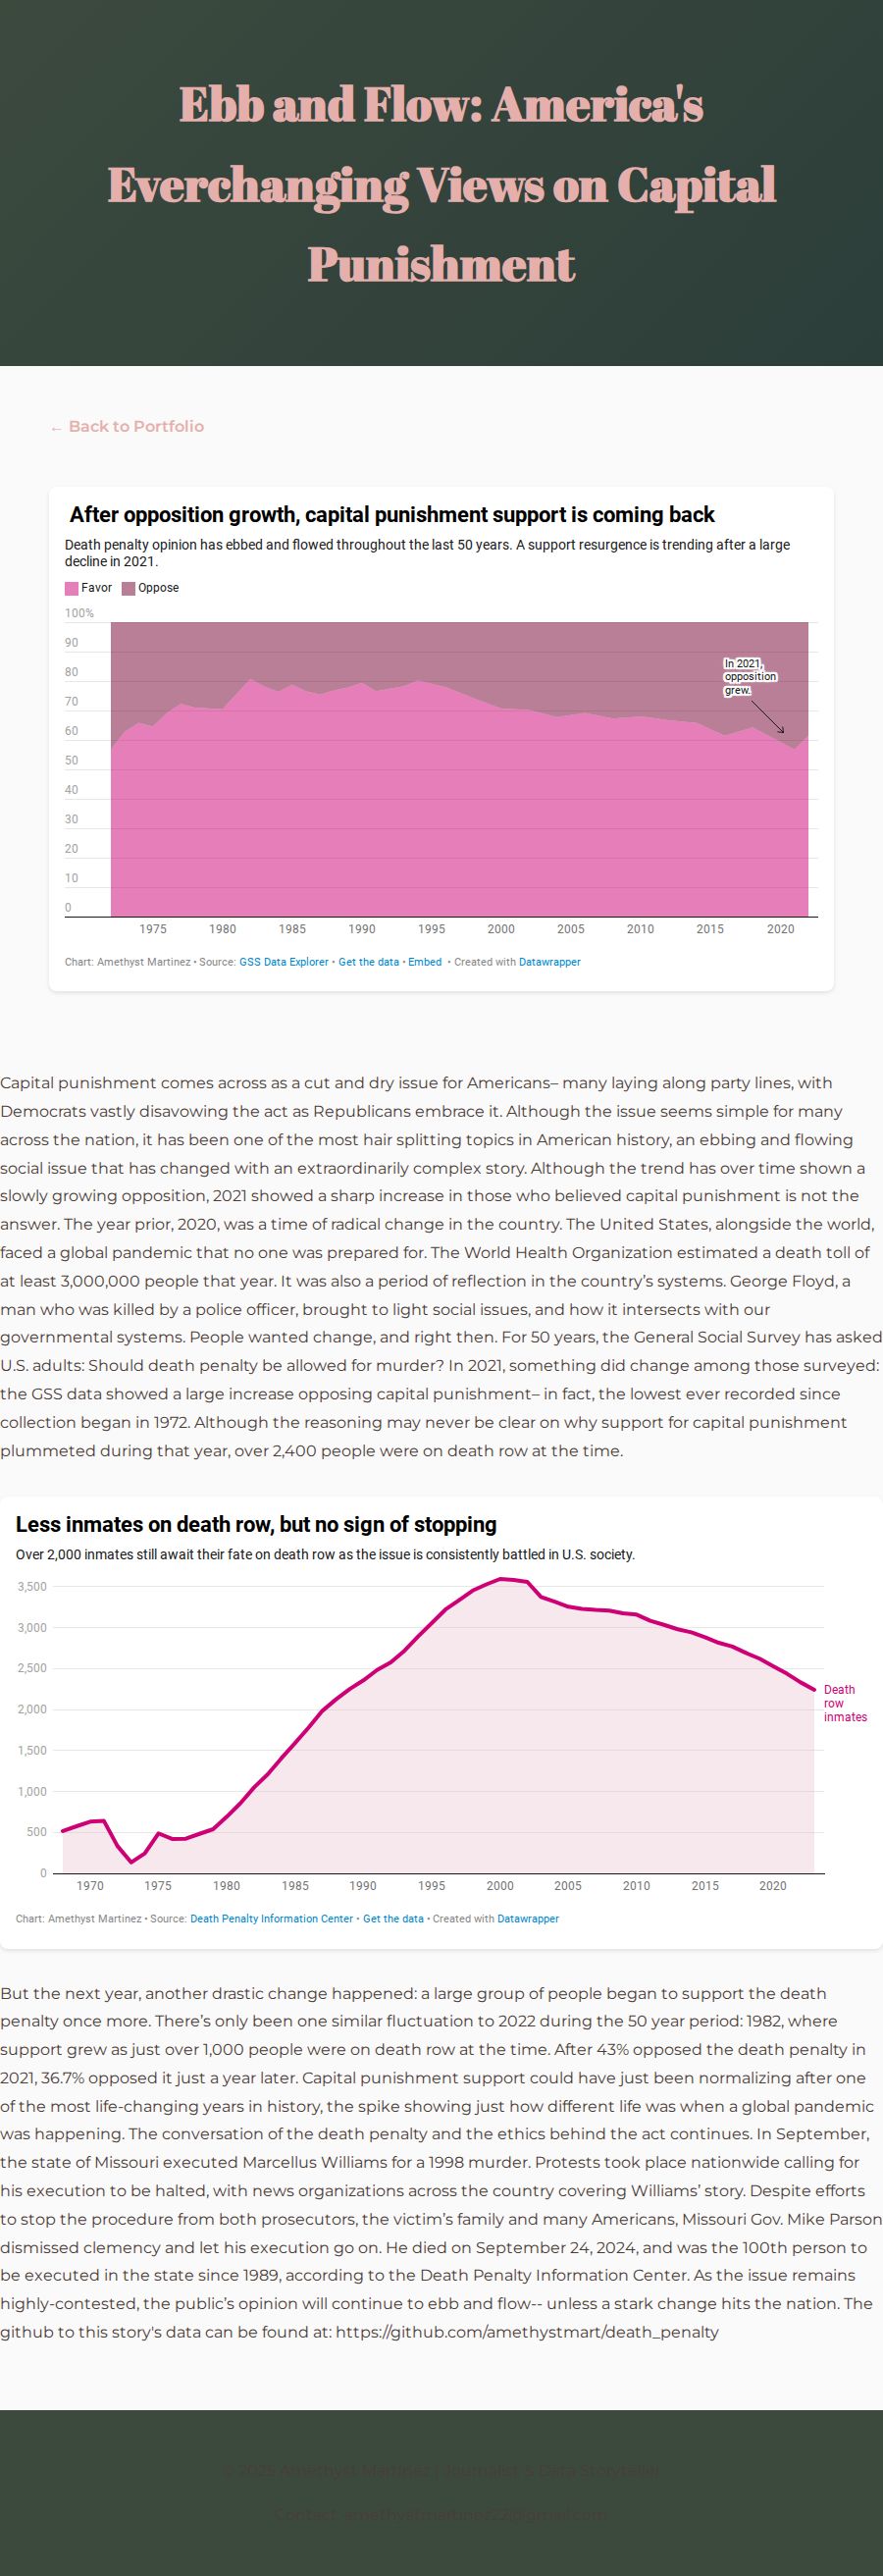 Ebb and Flow: America's
Everchanging Views on Capital
Punishment
← Back to Portfolio
After opposition growth, capital punishment support is coming back
Death penalty opinion has ebbed and flowed throughout the last 50 years. A support resurgence is trending after a large
decline in 2021.
Favor Oppose
100%
90
80
70
60
50
40
30
20
10
0
In 2021,
opposition
grew.
1975 1980 1985 1990 1995 2000 2005 2010 2015 2020
Chart: Amethyst Martinez • Source: GSS Data Explorer • Get the data • Embed • Created with Datawrapper
Capital punishment comes across as a cut and dry issue for Americans– many laying along party lines, with
Democrats vastly disavowing the act as Republicans embrace it. Although the issue seems simple for many
across the nation, it has been one of the most hair splitting topics in American history, an ebbing and flowing
social issue that has changed with an extraordinarily complex story. Although the trend has over time shown a
slowly growing opposition, 2021 showed a sharp increase in those who believed capital punishment is not the
answer. The year prior, 2020, was a time of radical change in the country. The United States, alongside the world,
faced a global pandemic that no one was prepared for. The World Health Organization estimated a death toll of
at least 3,000,000 people that year. It was also a period of reflection in the country’s systems. George Floyd, a
man who was killed by a police officer, brought to light social issues, and how it intersects with our
governmental systems. People wanted change, and right then. For 50 years, the General Social Survey has asked
U.S. adults: Should death penalty be allowed for murder? In 2021, something did change among those surveyed:
the GSS data showed a large increase opposing capital punishment– in fact, the lowest ever recorded since
collection began in 1972. Although the reasoning may never be clear on why support for capital punishment
plummeted during that year, over 2,400 people were on death row at the time.
Less inmates on death row, but no sign of stopping
Over 2,000 inmates still await their fate on death row as the issue is consistently battled in U.S. society.
3,500
3,000
2,500
2,000
1,500
1,000
500
0
Death
row
inmates
1970 1975 1980 1985 1990 1995 2000 2005 2010 2015 2020
Chart: Amethyst Martinez • Source: Death Penalty Information Center • Get the data • Created with Datawrapper
But the next year, another drastic change happened: a large group of people began to support the death
penalty once more. There’s only been one similar fluctuation to 2022 during the 50 year period: 1982, where
support grew as just over 1,000 people were on death row at the time. After 43% opposed the death penalty in
2021, 36.7% opposed it just a year later. Capital punishment support could have just been normalizing after one
of the most life-changing years in history, the spike showing just how different life was when a global pandemic
was happening. The conversation of the death penalty and the ethics behind the act continues. In September,
the state of Missouri executed Marcellus Williams for a 1998 murder. Protests took place nationwide calling for
his execution to be halted, with news organizations across the country covering Williams’ story. Despite efforts
to stop the procedure from both prosecutors, the victim’s family and many Americans, Missouri Gov. Mike Parson
dismissed clemency and let his execution go on. He died on September 24, 2024, and was the 100th person to
be executed in the state since 1989, according to the Death Penalty Information Center. As the issue remains
highly-contested, the public’s opinion will continue to ebb and flow-- unless a stark change hits the nation. The
github to this story's data can be found at: https://github.com/amethystmart/death_penalty